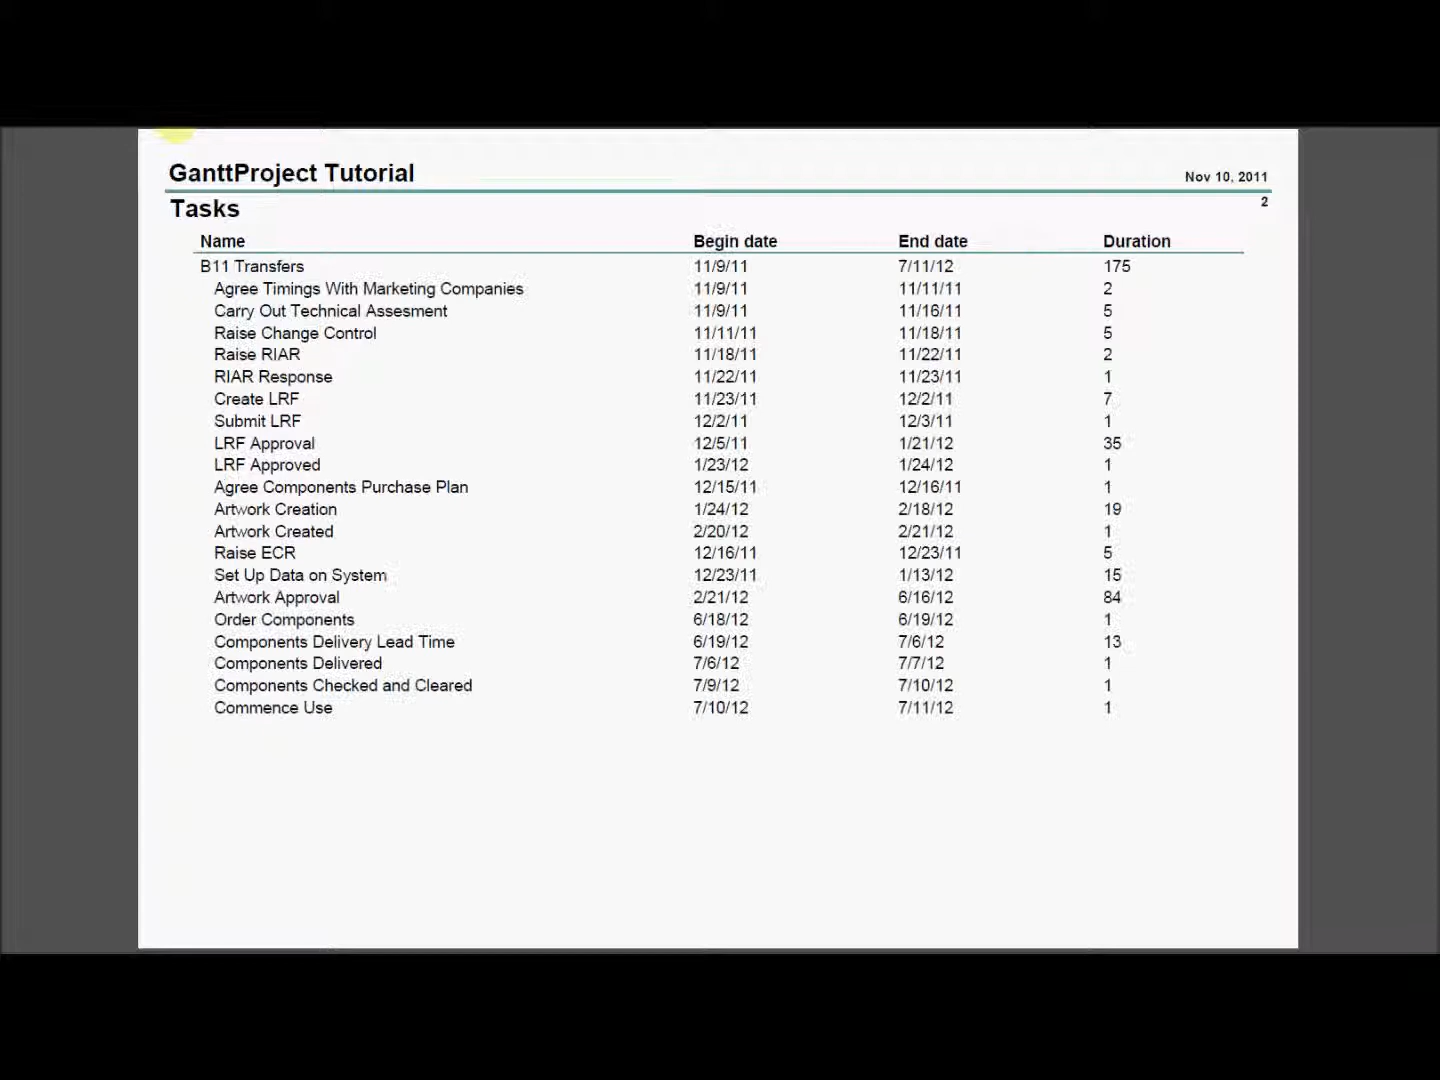 GanttProject Tutorial Nov 10, 2011
Tasks 2
Name Begin date End date Duration
B11 Transfers 11/9/11 7/11/12 175
Agree Timings With Marketing Companies 11/9/11 11/11/11 2
Carry Out Technical Assesment 11/9/11 11/16/11 5
Raise Change Control 11/11/11 11/18/11 5
Raise RIAR 11/18/11 11/22/11 2
RIAR Response 11/22/11 11/23/11 1
Create LRF 11/23/11 12/2/11 7
Submit LRF 12/2/11 12/3/11 1
LRF Approval 12/5/11 1/21/12 35
LRF Approved 1/23/12 1/24/12 1
Agree Components Purchase Plan 12/15/11 12/16/11 1
Artwork Creation 1/24/12 2/18/12 19
Artwork Created 2/20/12 2/21/12 1
Raise ECR 12/16/11 12/23/11 5
Set Up Data on System 12/23/11 1/13/12 15
Artwork Approval 2/21/12 6/16/12 84
Order Components 6/18/12 6/19/12 1
Components Delivery Lead Time 6/19/12 7/6/12 13
Components Delivered 7/6/12 7/7/12 1
Components Checked and Cleared 7/9/12 7/10/12 1
Commence Use 7/10/12 7/11/12 1